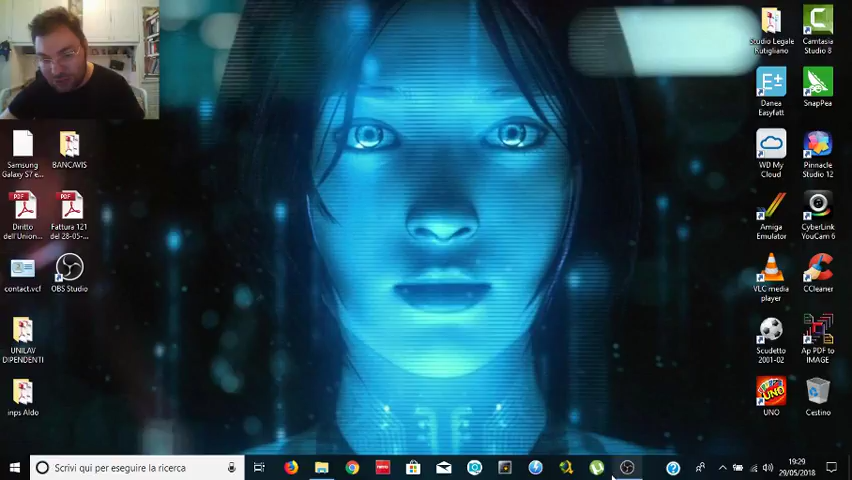 Studio Legale
Rutigliano
Camtasia
Studio 8
Danea
Easyfatt
SnapPea
Samsung
Galaxy S7 e...
BANCAVIS
WD My
Cloud
Pinnacle
Studio 12
PDF
Diritto
dell'Union...
PDF
Fattura 121
del 28-05-...
Amiga
Emulator
CyberLink
YouCam 6
contact.vcf
OBS Studio
VLC media
player
CCleaner
UNILAV
DIPENDENTI
Scudetto
2001-02
Ap PDF to
IMAGE
inps Aldo
UNO
UNO
Cestino
Scrivi qui per eseguire la ricerca
19:29
29/05/2018